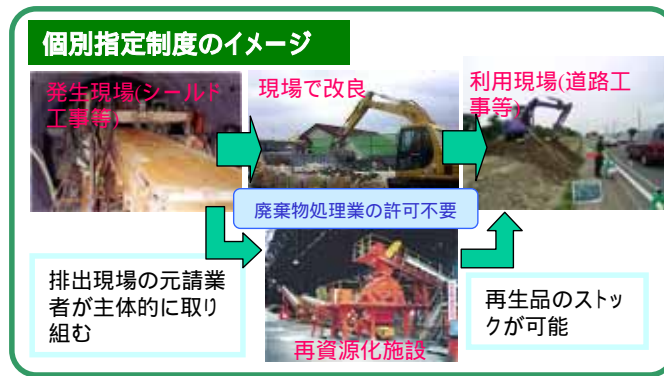 個別指定制度のイメージ
発生現場(シールド
工事等)
現場で改良
利用現場(道路工
事等)
廃棄物処理業の許可不要
排出現場の元請業
者が主体的に取り
組む
再資源化施設
再生品のストッ
クが可能